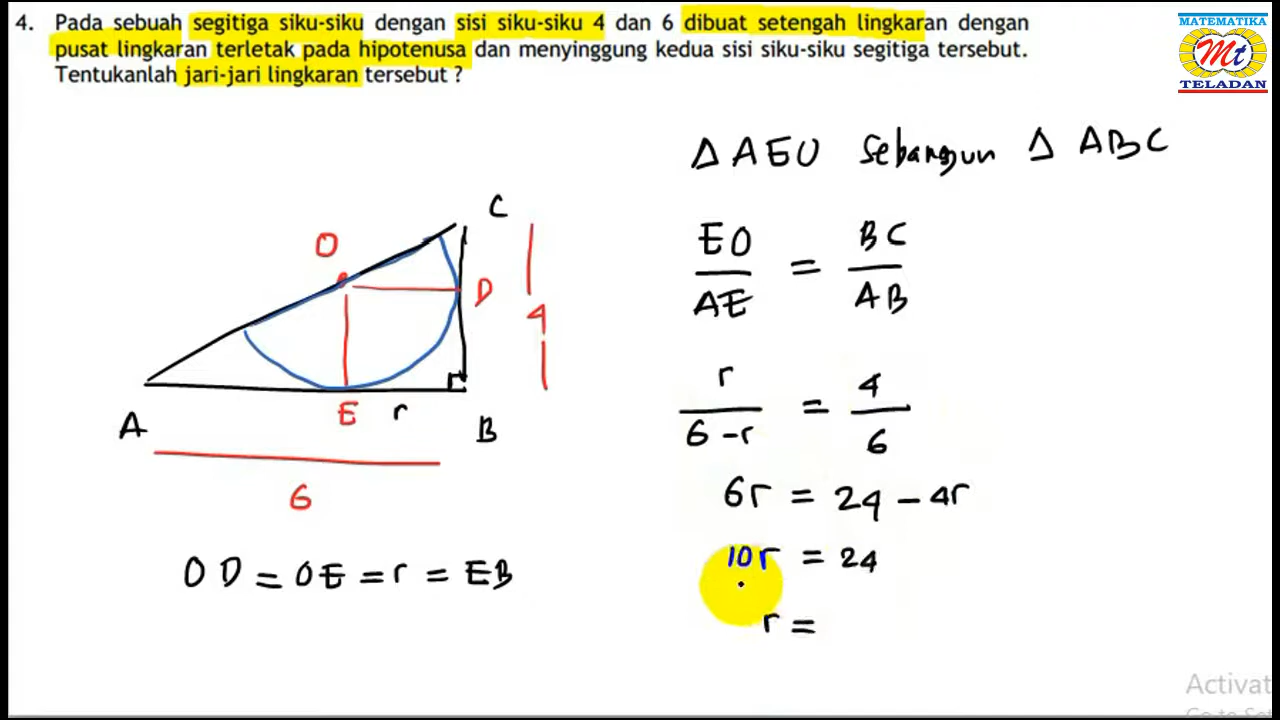 4. Pada sebuah segitiga siku-siku dengan sisi siku-siku 4 dan 6 dibuat setengah lingkaran dengan
pusat lingkaran terletak pada hipotenusa dan menyinggung kedua sisi siku-siku segitiga tersebut.
Tentukanlah jari-jari lingkaran tersebut ?
MATEMATIKA
Mt
TELADAN
Δ AEO sebangun Δ ABC
C
O
D
4
A
E
r
B
6
OD = OE = r = EB
EO / AE = BC / AB
r / 6 - r = 4 / 6
6r = 24 - 4r
10r = 24
r =
Activat